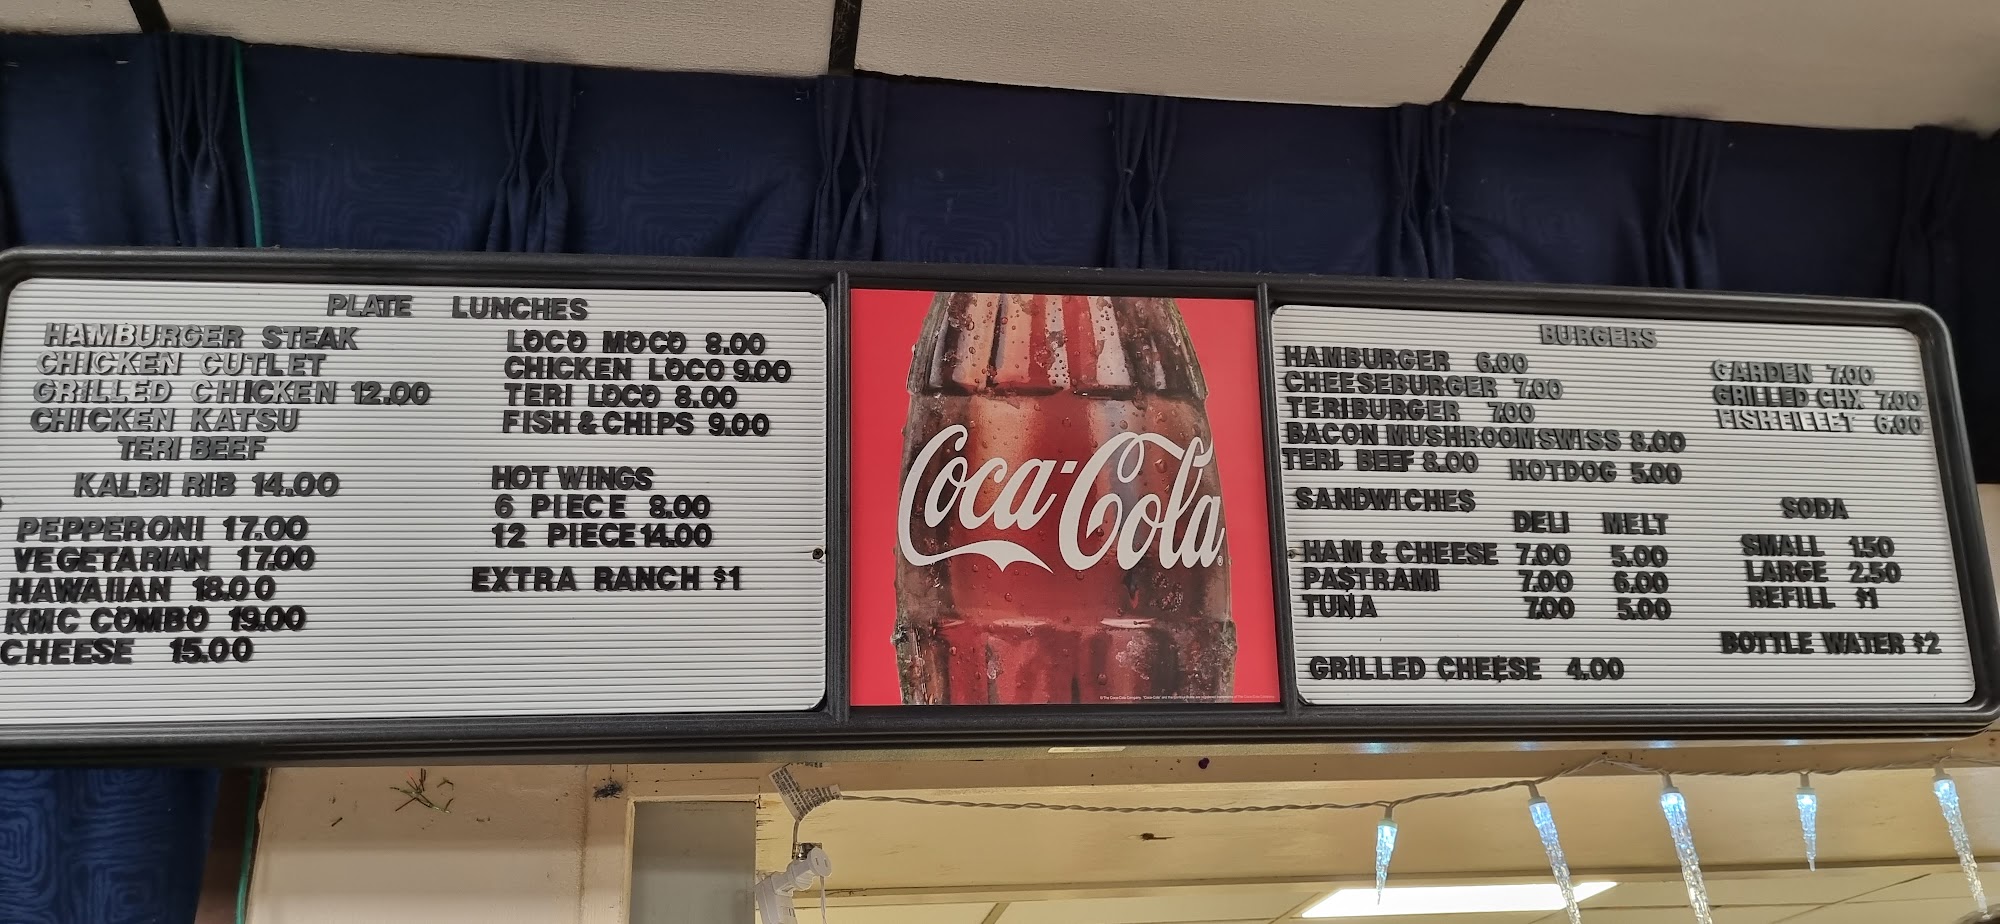 PLATE LUNCHES
HAMBURGER STEAK
CHICKEN CUTLET
GRILLED CHICKEN 12.00
CHICKEN KATSU
TERI BEEF
KALBI RIB 14.00
PEPPERONI 17.00
VEGETARIAN 17.00
HAWAIIAN 18.00
KMC COMBO 19.00
CHEESE 15.00
LOCO MOCO 8.00
CHICKEN LOCO 9.00
TERI LOCO 8.00
FISH & CHIPS 9.00
HOT WINGS
6 PIECE 8.00
12 PIECE 14.00
EXTRA RANCH $1
Coca-Cola
BURGERS
HAMBURGER 6.00
CHEESEBURGER 7.00
TERIBURGER 7.00
BACON MUSHROOM SWISS 8.00
TERI BEEF 8.00 HOTDOG 5.00
GARDEN 7.00
GRILLED CHX 7.00
FISHFILLET 6.00
SANDWICHES
DELI MELT
HAM & CHEESE 7.00 5.00
PASTRAMI 7.00 6.00
TUNA 7.00 5.00
GRILLED CHEESE 4.00
SODA
SMALL 1.50
LARGE 2.50
REFILL $1
BOTTLE WATER $2